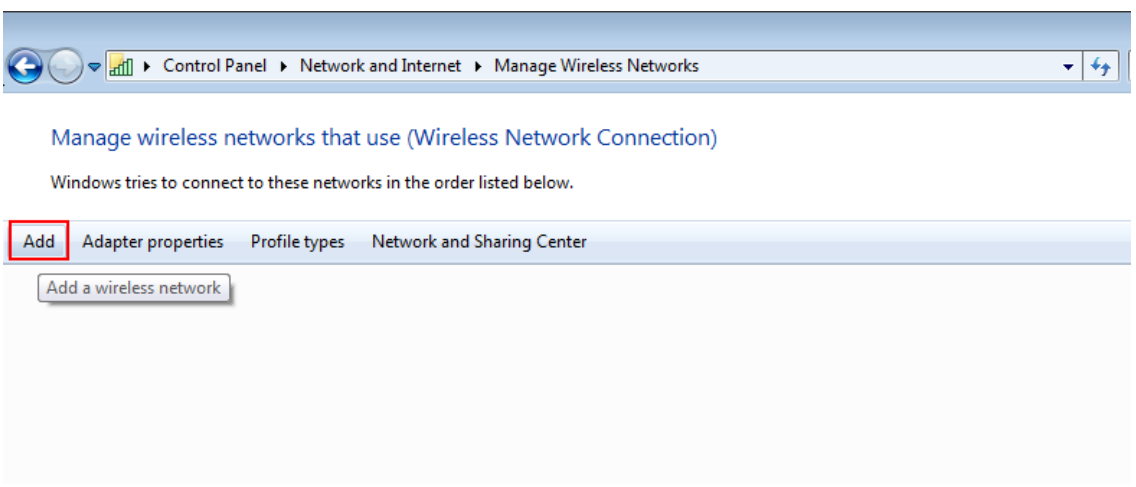 Control Panel Network and Internet Manage Wireless Networks
Manage wireless networks that use (Wireless Network Connection)
Windows tries to connect to these networks in the order listed below.
Add Adapter properties Profile types Network and Sharing Center
Add a wireless network